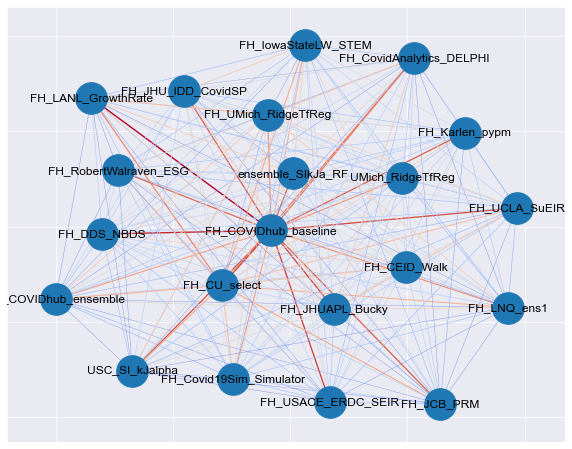 FH_IowaStateLW_STEM
FH_CovidAnalytics_DELPHI
FH_JHU_IDD_CovidSP
FH_LANL_GrowthRate
FH_UMich_RidgeTfReg
FH_Karlen_pypm
FH_RobertWalraven_ESG
ensemble_SIkJa_RF
UMich_RidgeTfReg
FH_UCLA_SuEIR
FH_DDS_NBDS
FH_COVIDhub_baseline
FH_CEID_Walk
FH_CU_select
_COVIDhub_ensemble
FH_JHUAPL_Bucky
FH_LNQ_ens1
USC_SI_kJalpha
FH_Covid19Sim_Simulator
FH_USACE_ERDC_SEIR
FH_JCB_PRM